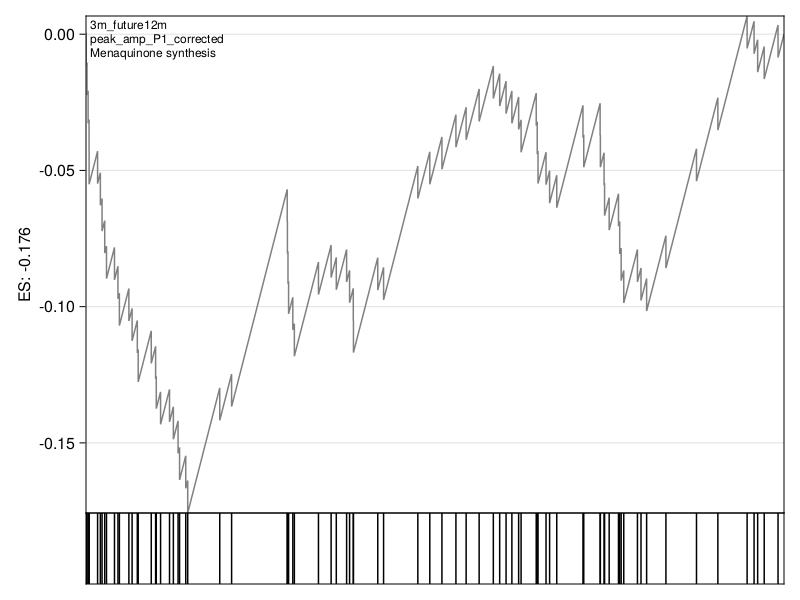 3m_future12m
peak_amp_P1_corrected
Menaquinone synthesis
0.00
-0.05
-0.10
-0.15
ES: -0.176